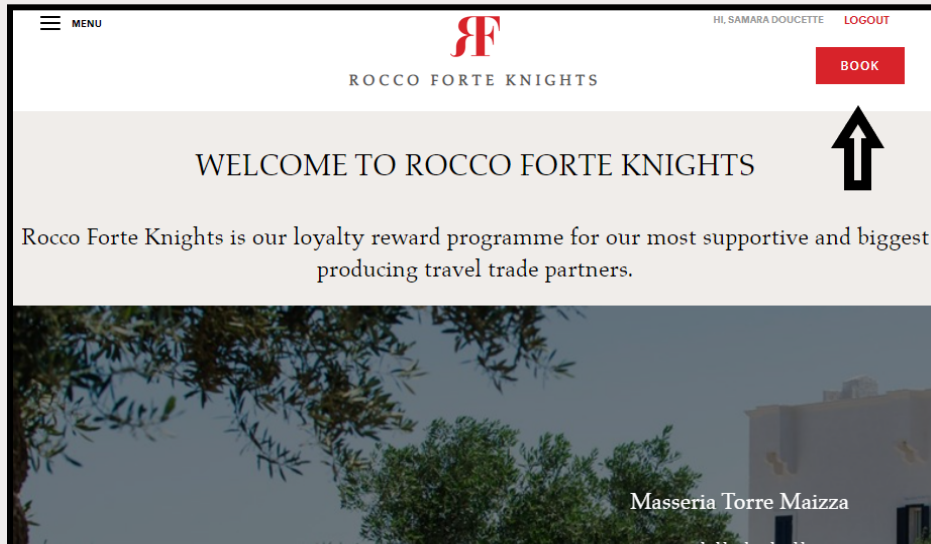 MENU
HI, SAMARA DOUCETTE LOGOUT
RF
ROCCO FORTE KNIGHTS
BOOK
WELCOME TO ROCCO FORTE KNIGHTS
Rocco Forte Knights is our loyalty reward programme for our most supportive and biggest
producing travel trade partners.
Masseria Torre Maizza